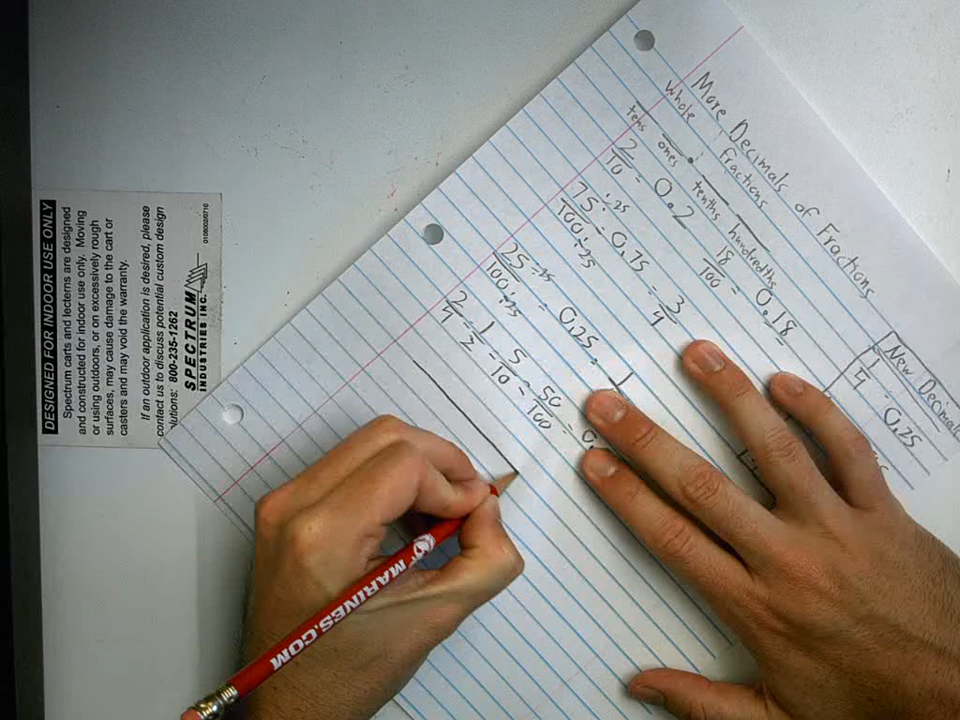 More Decimals of Fractions
whole fractions
tens ones . tenths hundredths
2/10 = 0.2 18/100 = 0.18
75÷25/100÷25 = 0.75 = 3/4
25÷25/100÷25 = 0.25 = 1
2/4 = 1/2 = 5/10 = 50/100 = 0.
New Decimals
1/4 = 0.25
DESIGNED FOR INDOOR USE ONLY
Spectrum carts and lecterns are designed
and constructed for indoor use only. Moving
or using outdoors, or on excessively rough
surfaces, may cause damage to the cart or
casters and may void the warranty.
If an outdoor application is desired, please
contact us to discuss potential custom design
solutions: 800-235-1262
SPECTRUM
INDUSTRIES INC.
MARINES.COM